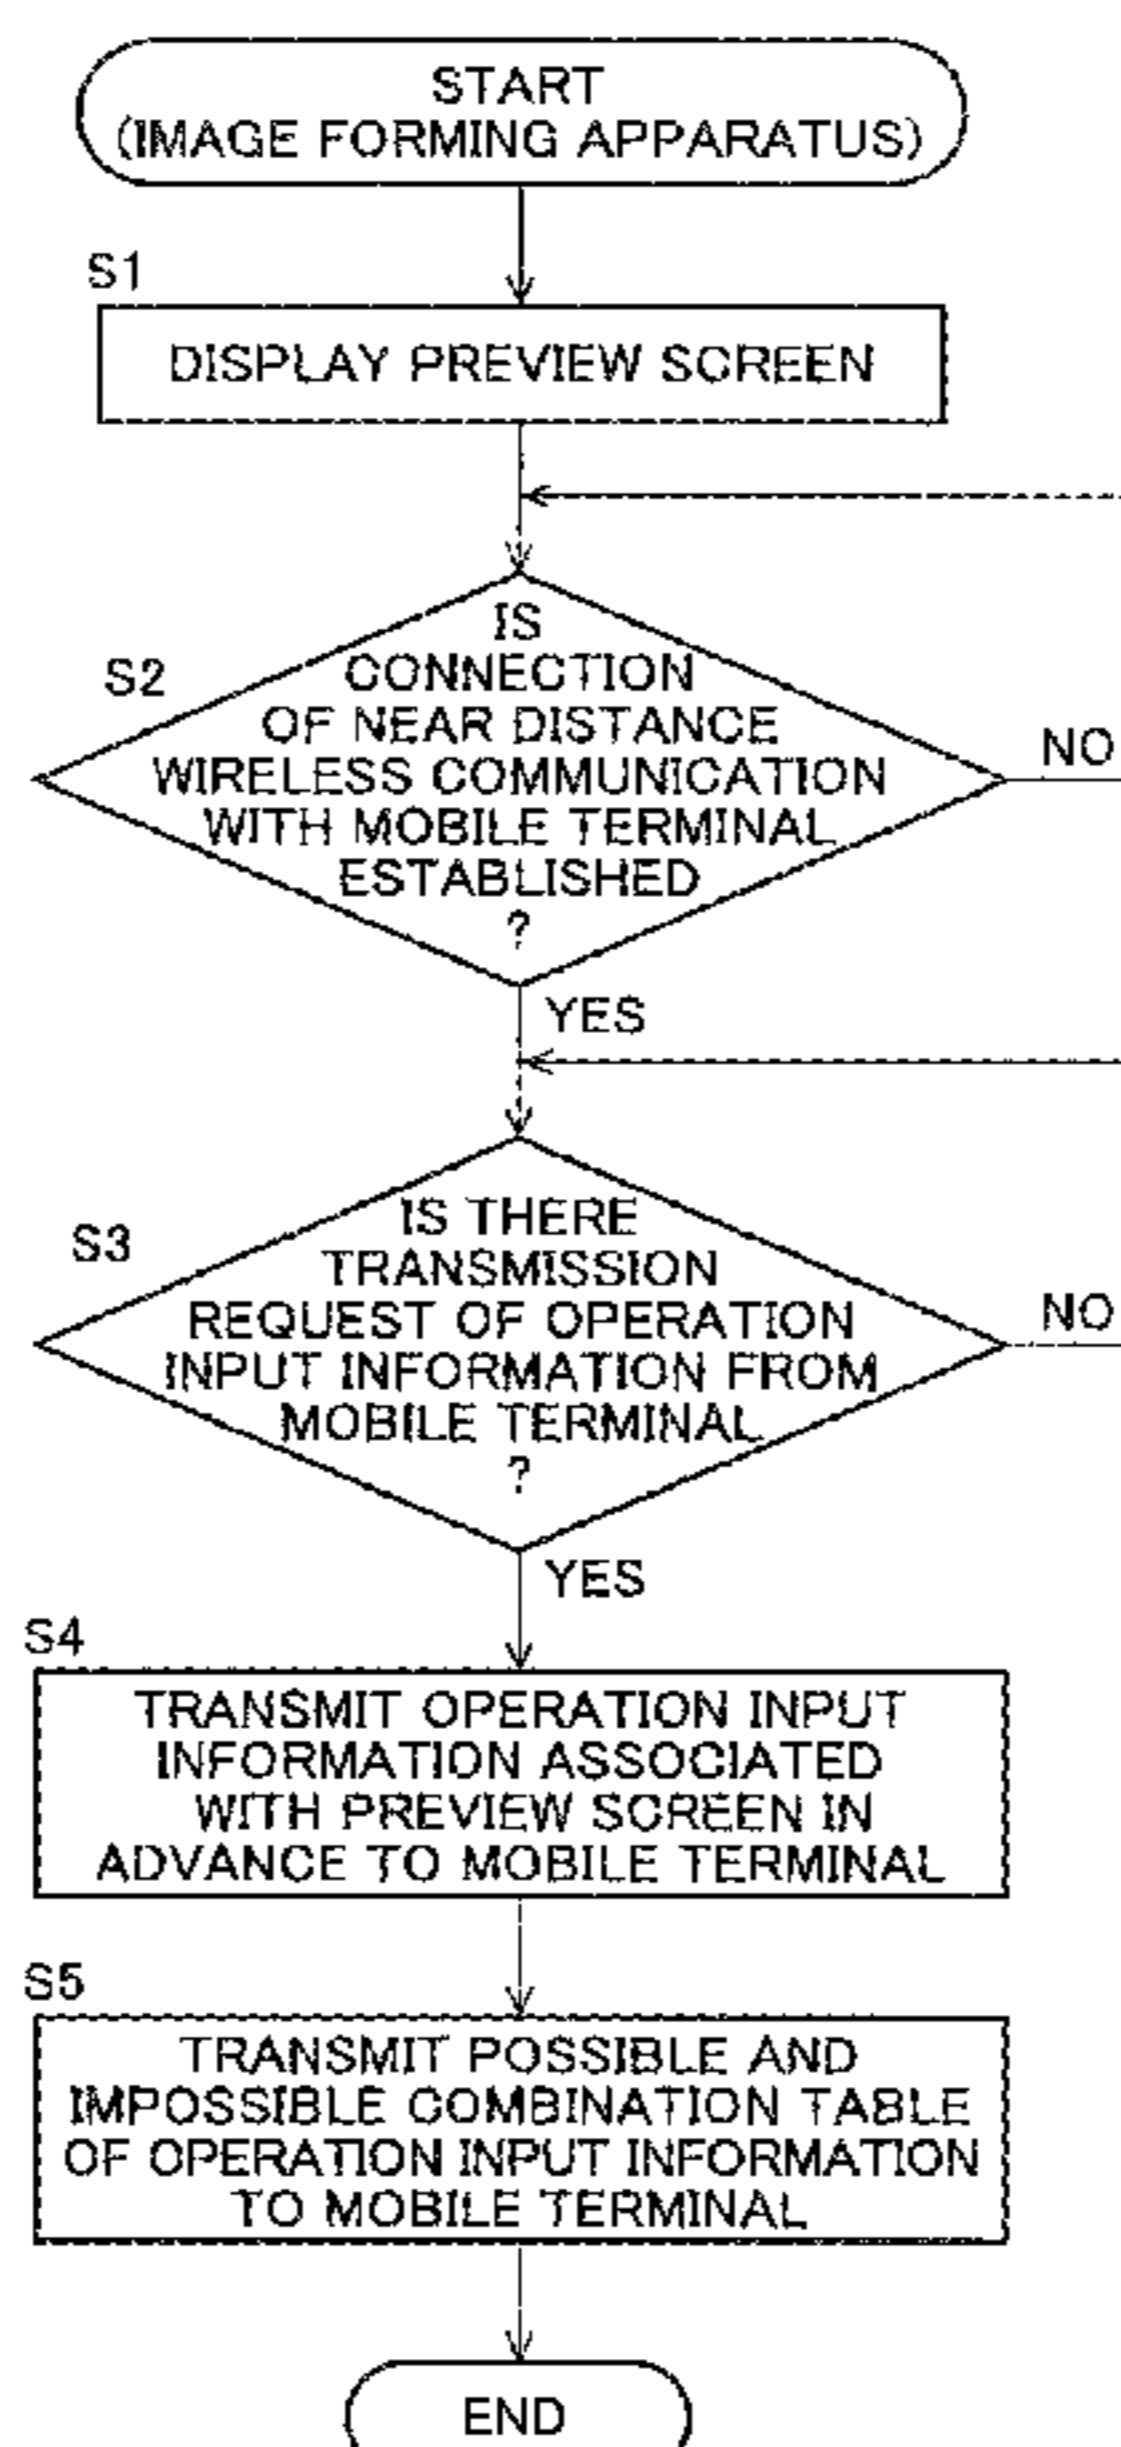 START
(IMAGE FORMING APPARATUS)
S1
DISPLAY PREVIEW SCREEN
S2
IS
CONNECTION
OF NEAR DISTANCE
WIRELESS COMMUNICATION
WITH MOBILE TERMINAL
ESTABLISHED
?
NO
YES
S3
IS THERE
TRANSMISSION
REQUEST OF OPERATION
INPUT INFORMATION FROM
MOBILE TERMINAL
?
NO
YES
S4
TRANSMIT OPERATION INPUT
INFORMATION ASSOCIATED
WITH PREVIEW SCREEN IN
ADVANCE TO MOBILE TERMINAL
S5
TRANSMIT POSSIBLE AND
IMPOSSIBLE COMBINATION TABLE
OF OPERATION INPUT INFORMATION
TO MOBILE TERMINAL
END